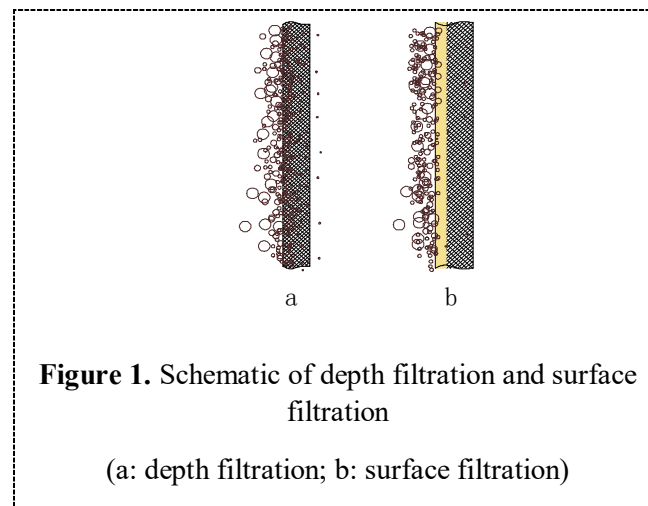 a b
Figure 1. Schematic of depth filtration and surface
filtration
(a: depth filtration; b: surface filtration)